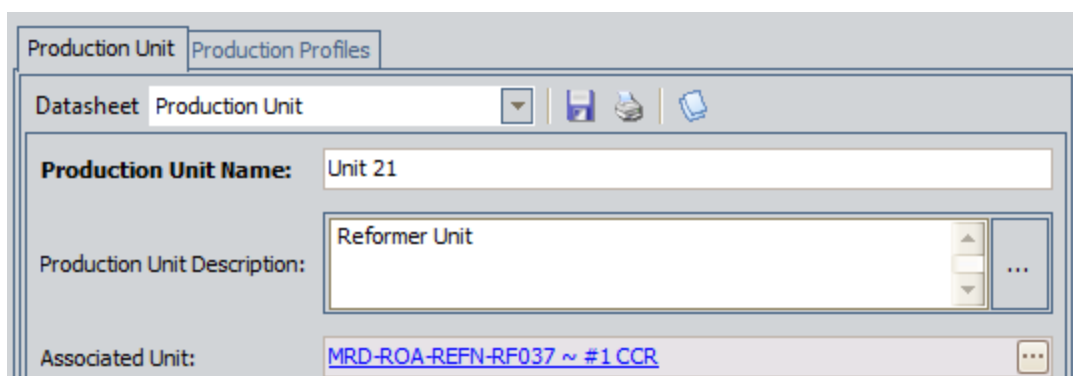 Production Unit Production Profiles
Datasheet Production Unit
Production Unit Name: Unit 21
Production Unit Description: Reformer Unit
...
Associated Unit: MRD-ROA-REFN-RF037 ~ #1 CCR ...